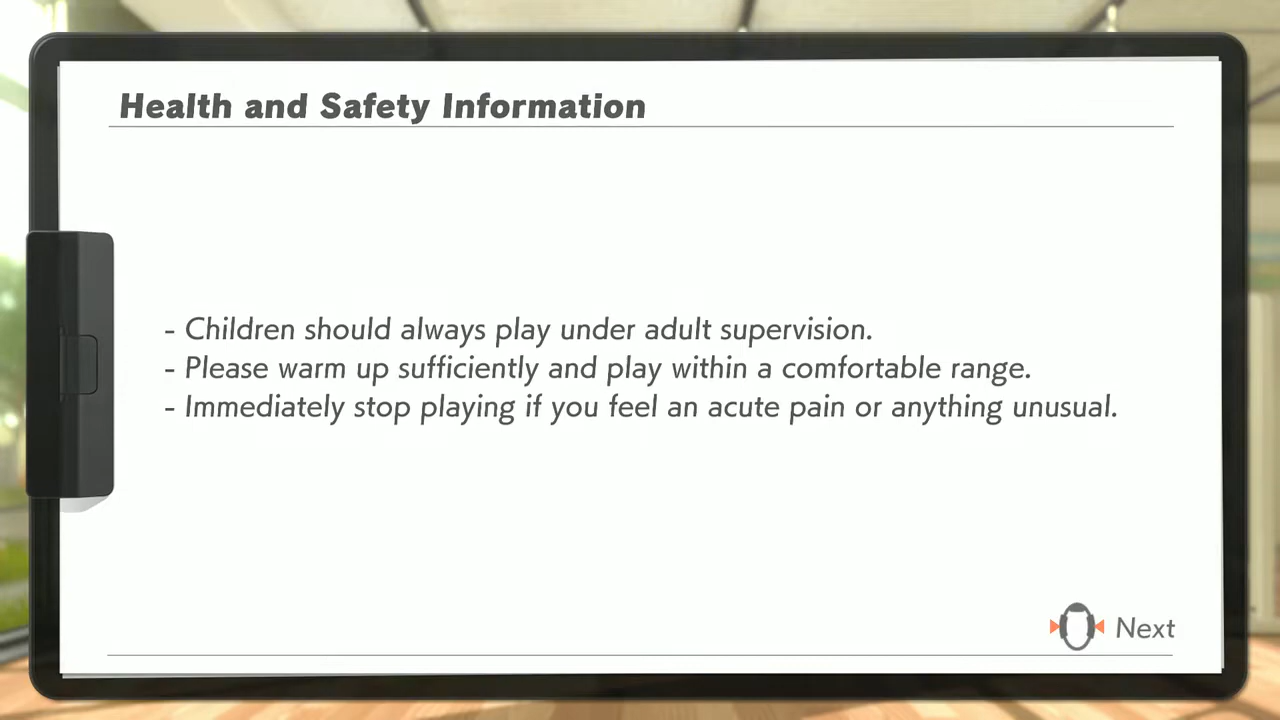 Health and Safety Information
- Children should always play under adult supervision.
- Please warm up sufficiently and play within a comfortable range.
- Immediately stop playing if you feel an acute pain or anything unusual.
Next